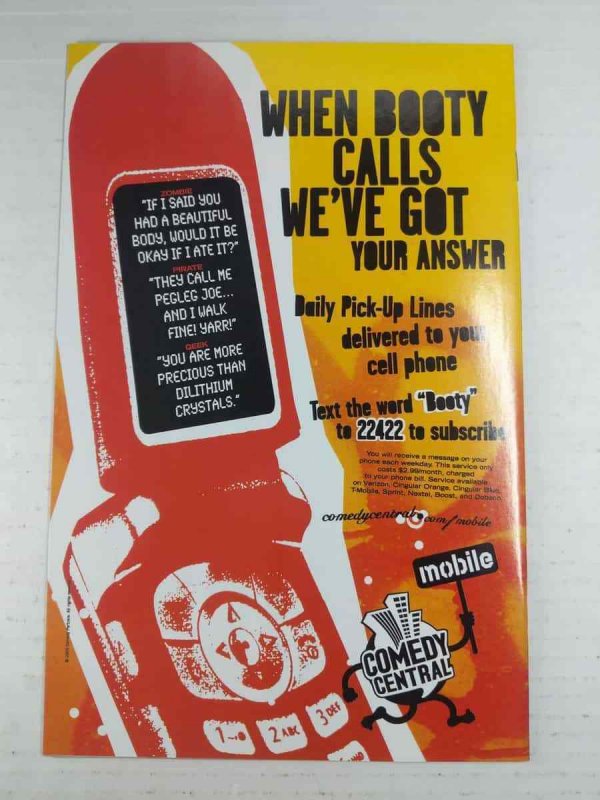 WHEN BOOTY
CALLS
WE'VE GOT
YOUR ANSWER
ZOMBIE
"IF I SAID YOU
HAD A BEAUTIFUL
BODY, WOULD IT BE
OKAY IF I ATE IT?"
PIRATE
"THEY CALL ME
PEGLEG JOE...
AND I WALK
FINE! YARR!"
GEEK
"YOU ARE MORE
PRECIOUS THAN
DILITHIUM
CRYSTALS."
Daily Pick-Up Lines
delivered to your
cell phone
Text the word "Booty"
to 22422 to subscribe
You will receive a message on your
phone each weekday. This service only
costs $2.99/month, charged
to your phone bill. Service available
on Verizon, Cingular Orange, Cingular Blue,
T-Mobile, Sprint, Nextel, Boost, and Dobson.
comedycentral.com/mobile
mobile
COMEDY
CENTRAL
1
2 ABC
3 DEF